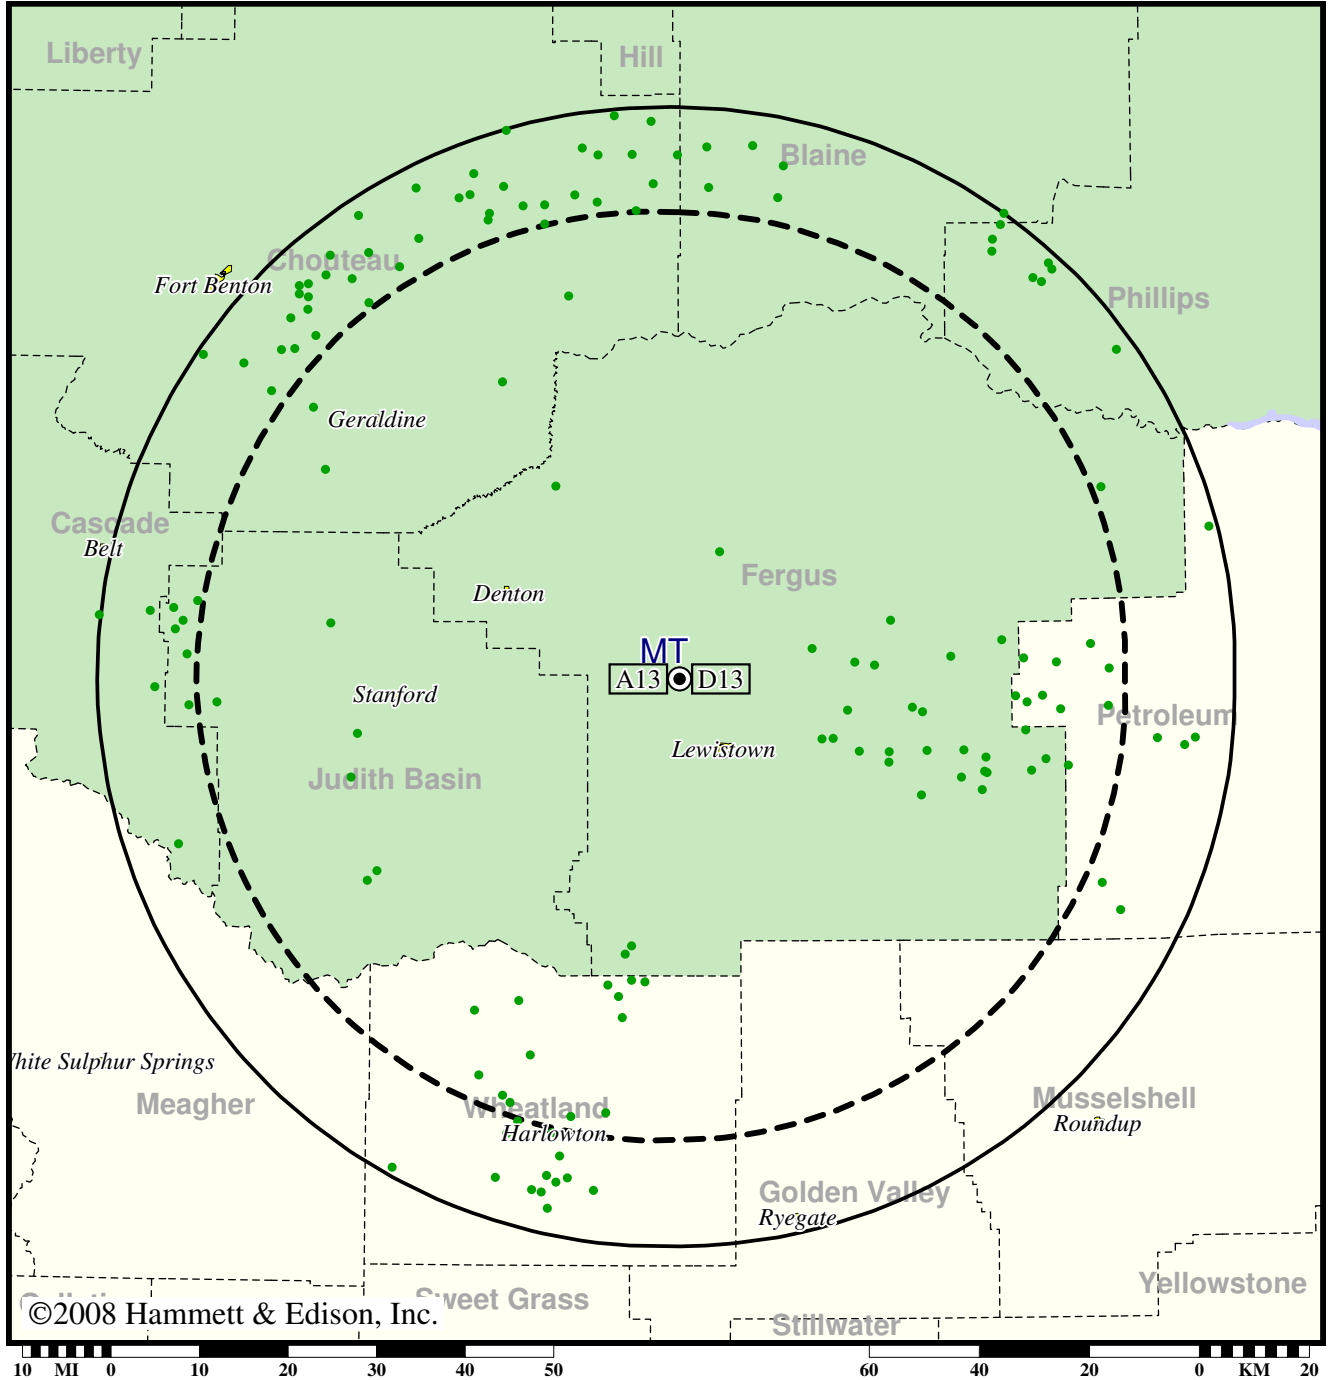 Liberty
Hill
Blaine
Chouteau
Fort Benton
Phillips
Geraldine
Cascade
Belt
Fergus
Denton
MT
A13 D13
Stanford
Petroleum
Lewistown
Judith Basin
White Sulphur Springs
Meagher
Wheatland
Musselshell
Roundup
Harlowton
Golden Valley
Ryegate
Yellowstone
Sweet Grass
©2008 Hammett & Edison, Inc.
Stillwater
10 MI 0 10 20 30 40 50 60 40 20 0 KM 20